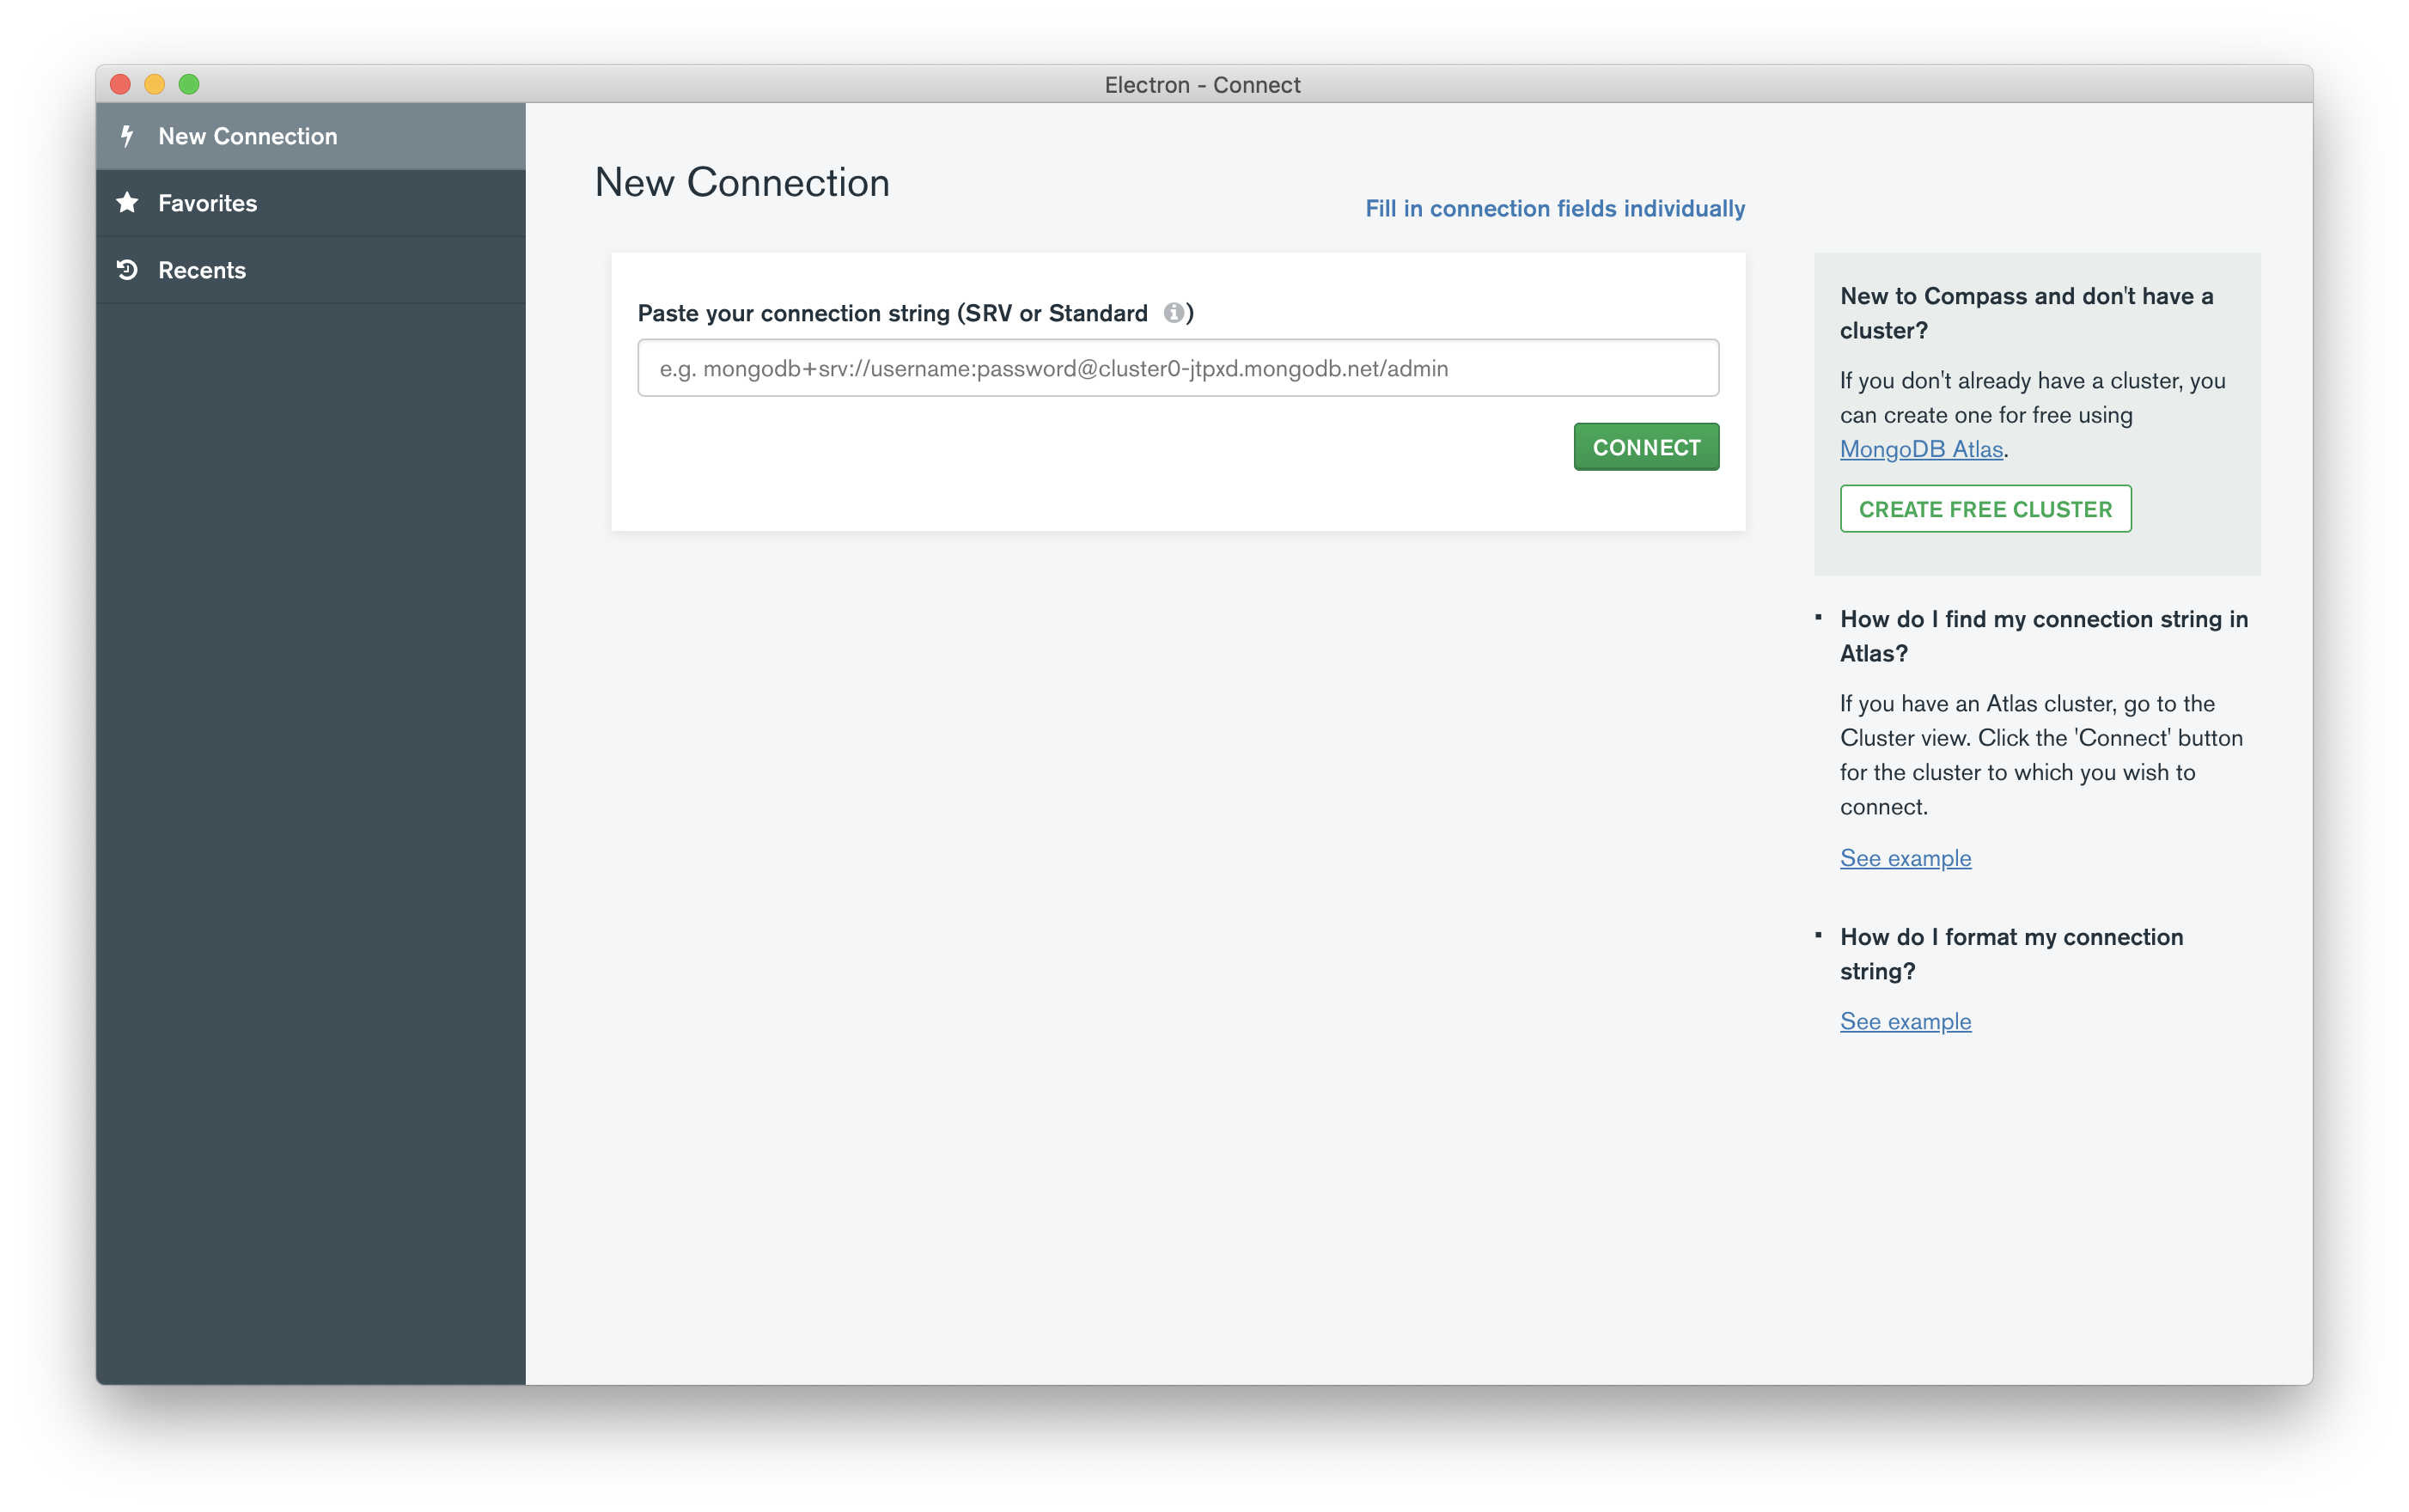 Electron - Connect
New Connection
Favorites
Recents
New Connection
Fill in connection fields individually
Paste your connection string (SRV or Standard )
e.g. mongodb+srv://username:password@cluster0-jtpxd.mongodb.net/admin
CONNECT
New to Compass and don't have a
cluster?
If you don't already have a cluster, you
can create one for free using
MongoDB Atlas.
CREATE FREE CLUSTER
How do I find my connection string in
Atlas?
If you have an Atlas cluster, go to the
Cluster view. Click the 'Connect' button
for the cluster to which you wish to
connect.
See example
How do I format my connection
string?
See example